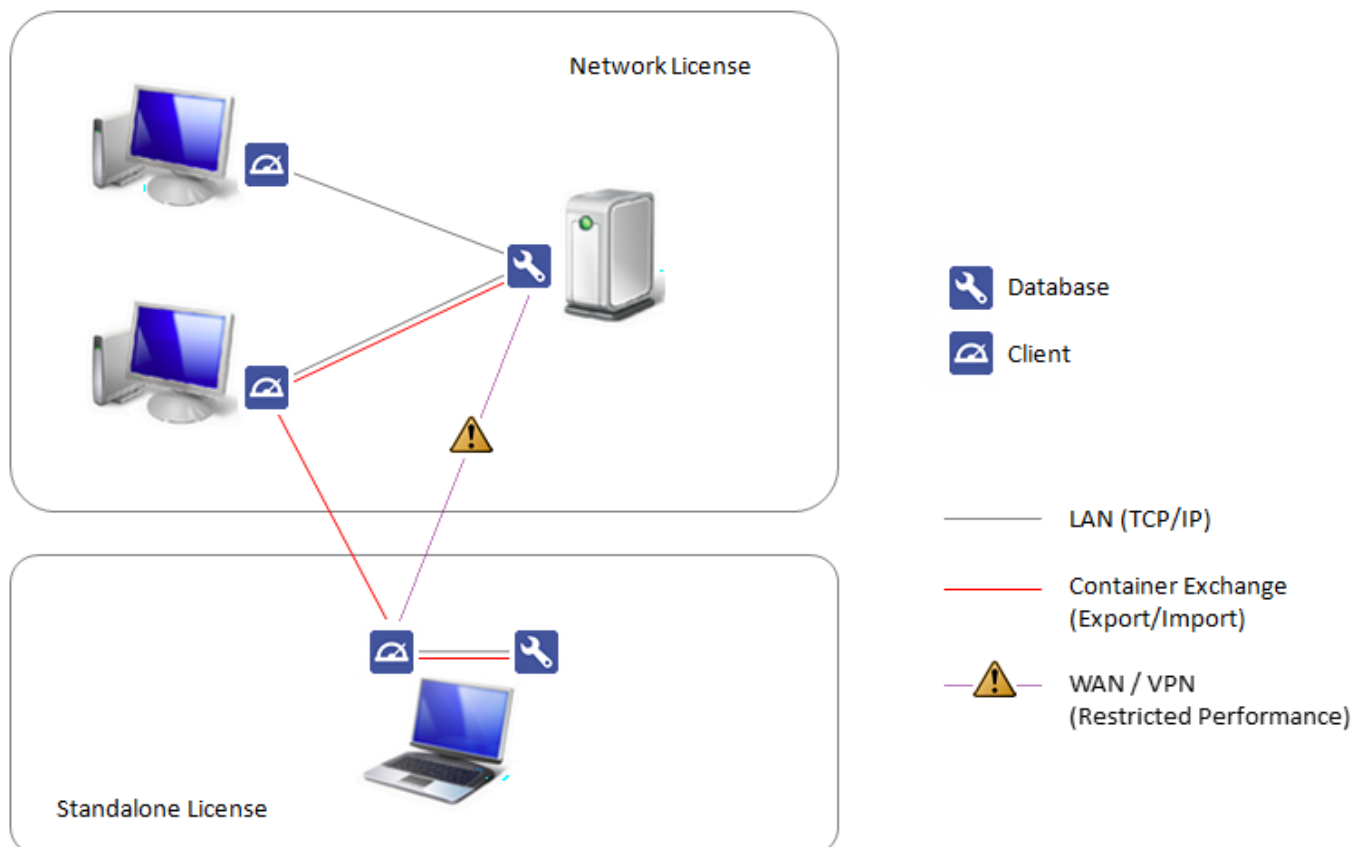 Network License
Database
Client
LAN (TCP/IP)
Container Exchange
(Export/Import)
WAN / VPN
(Restricted Performance)
Standalone License